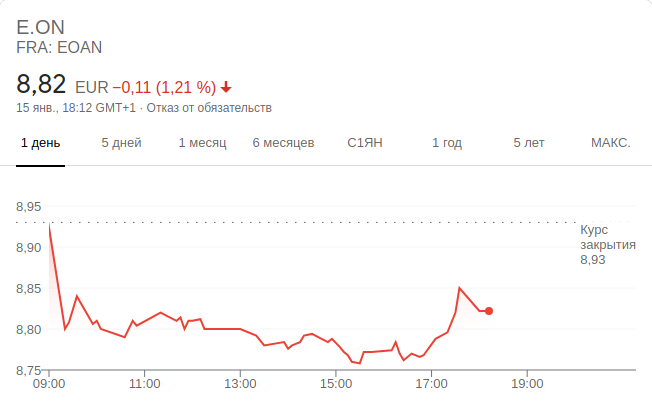 E.ON
FRA: EOAN
8,82 EUR −0,11 (1,21 %)
15 янв., 18:12 GMT+1 · Отказ от обязательств
1 день 5 дней 1 месяц 6 месяцев С1ЯН 1 год 5 лет МАКС.
8,95
Курс
закрытия
8,93
8,90
8,85
8,80
8,75
09:00 11:00 13:00 15:00 17:00 19:00